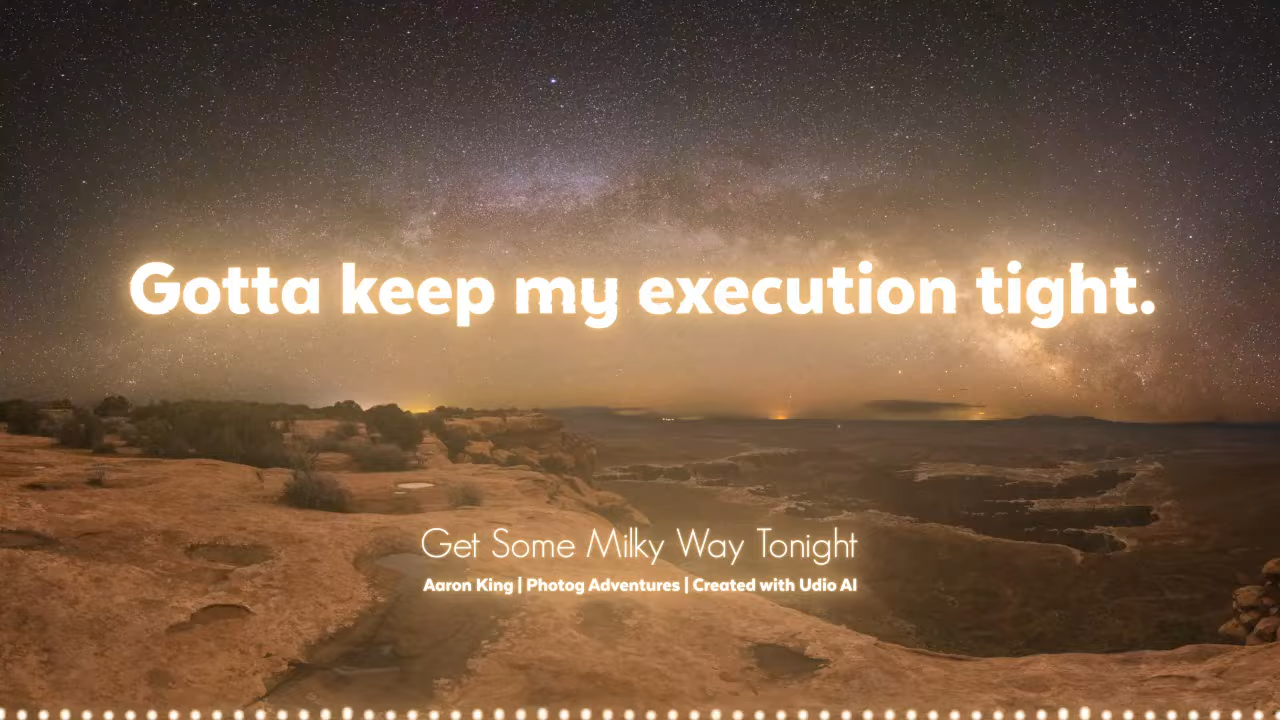 Gotta keep my execution tight.
Get Some Milky Way Tonight
Aaron King | Photog Adventures | Created with Udio AI